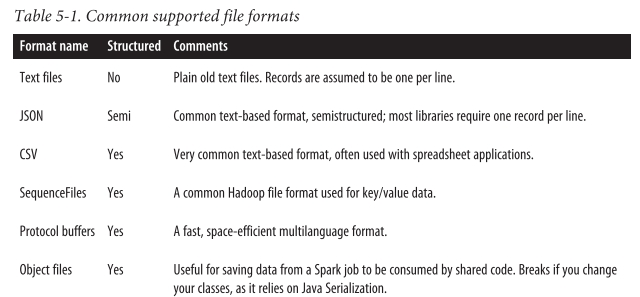 Table 5-1. Common supported file formats
Format name Structured Comments
Text files No Plain old text files. Records are assumed to be one per line.
JSON Semi Common text-based format, semistructured; most libraries require one record per line.
CSV Yes Very common text-based format, often used with spreadsheet applications.
SequenceFiles Yes A common Hadoop file format used for key/value data.
Protocol buffers Yes A fast, space-efficient multilanguage format.
Object files Yes Useful for saving data from a Spark job to be consumed by shared code. Breaks if you change
your classes, as it relies on Java Serialization.